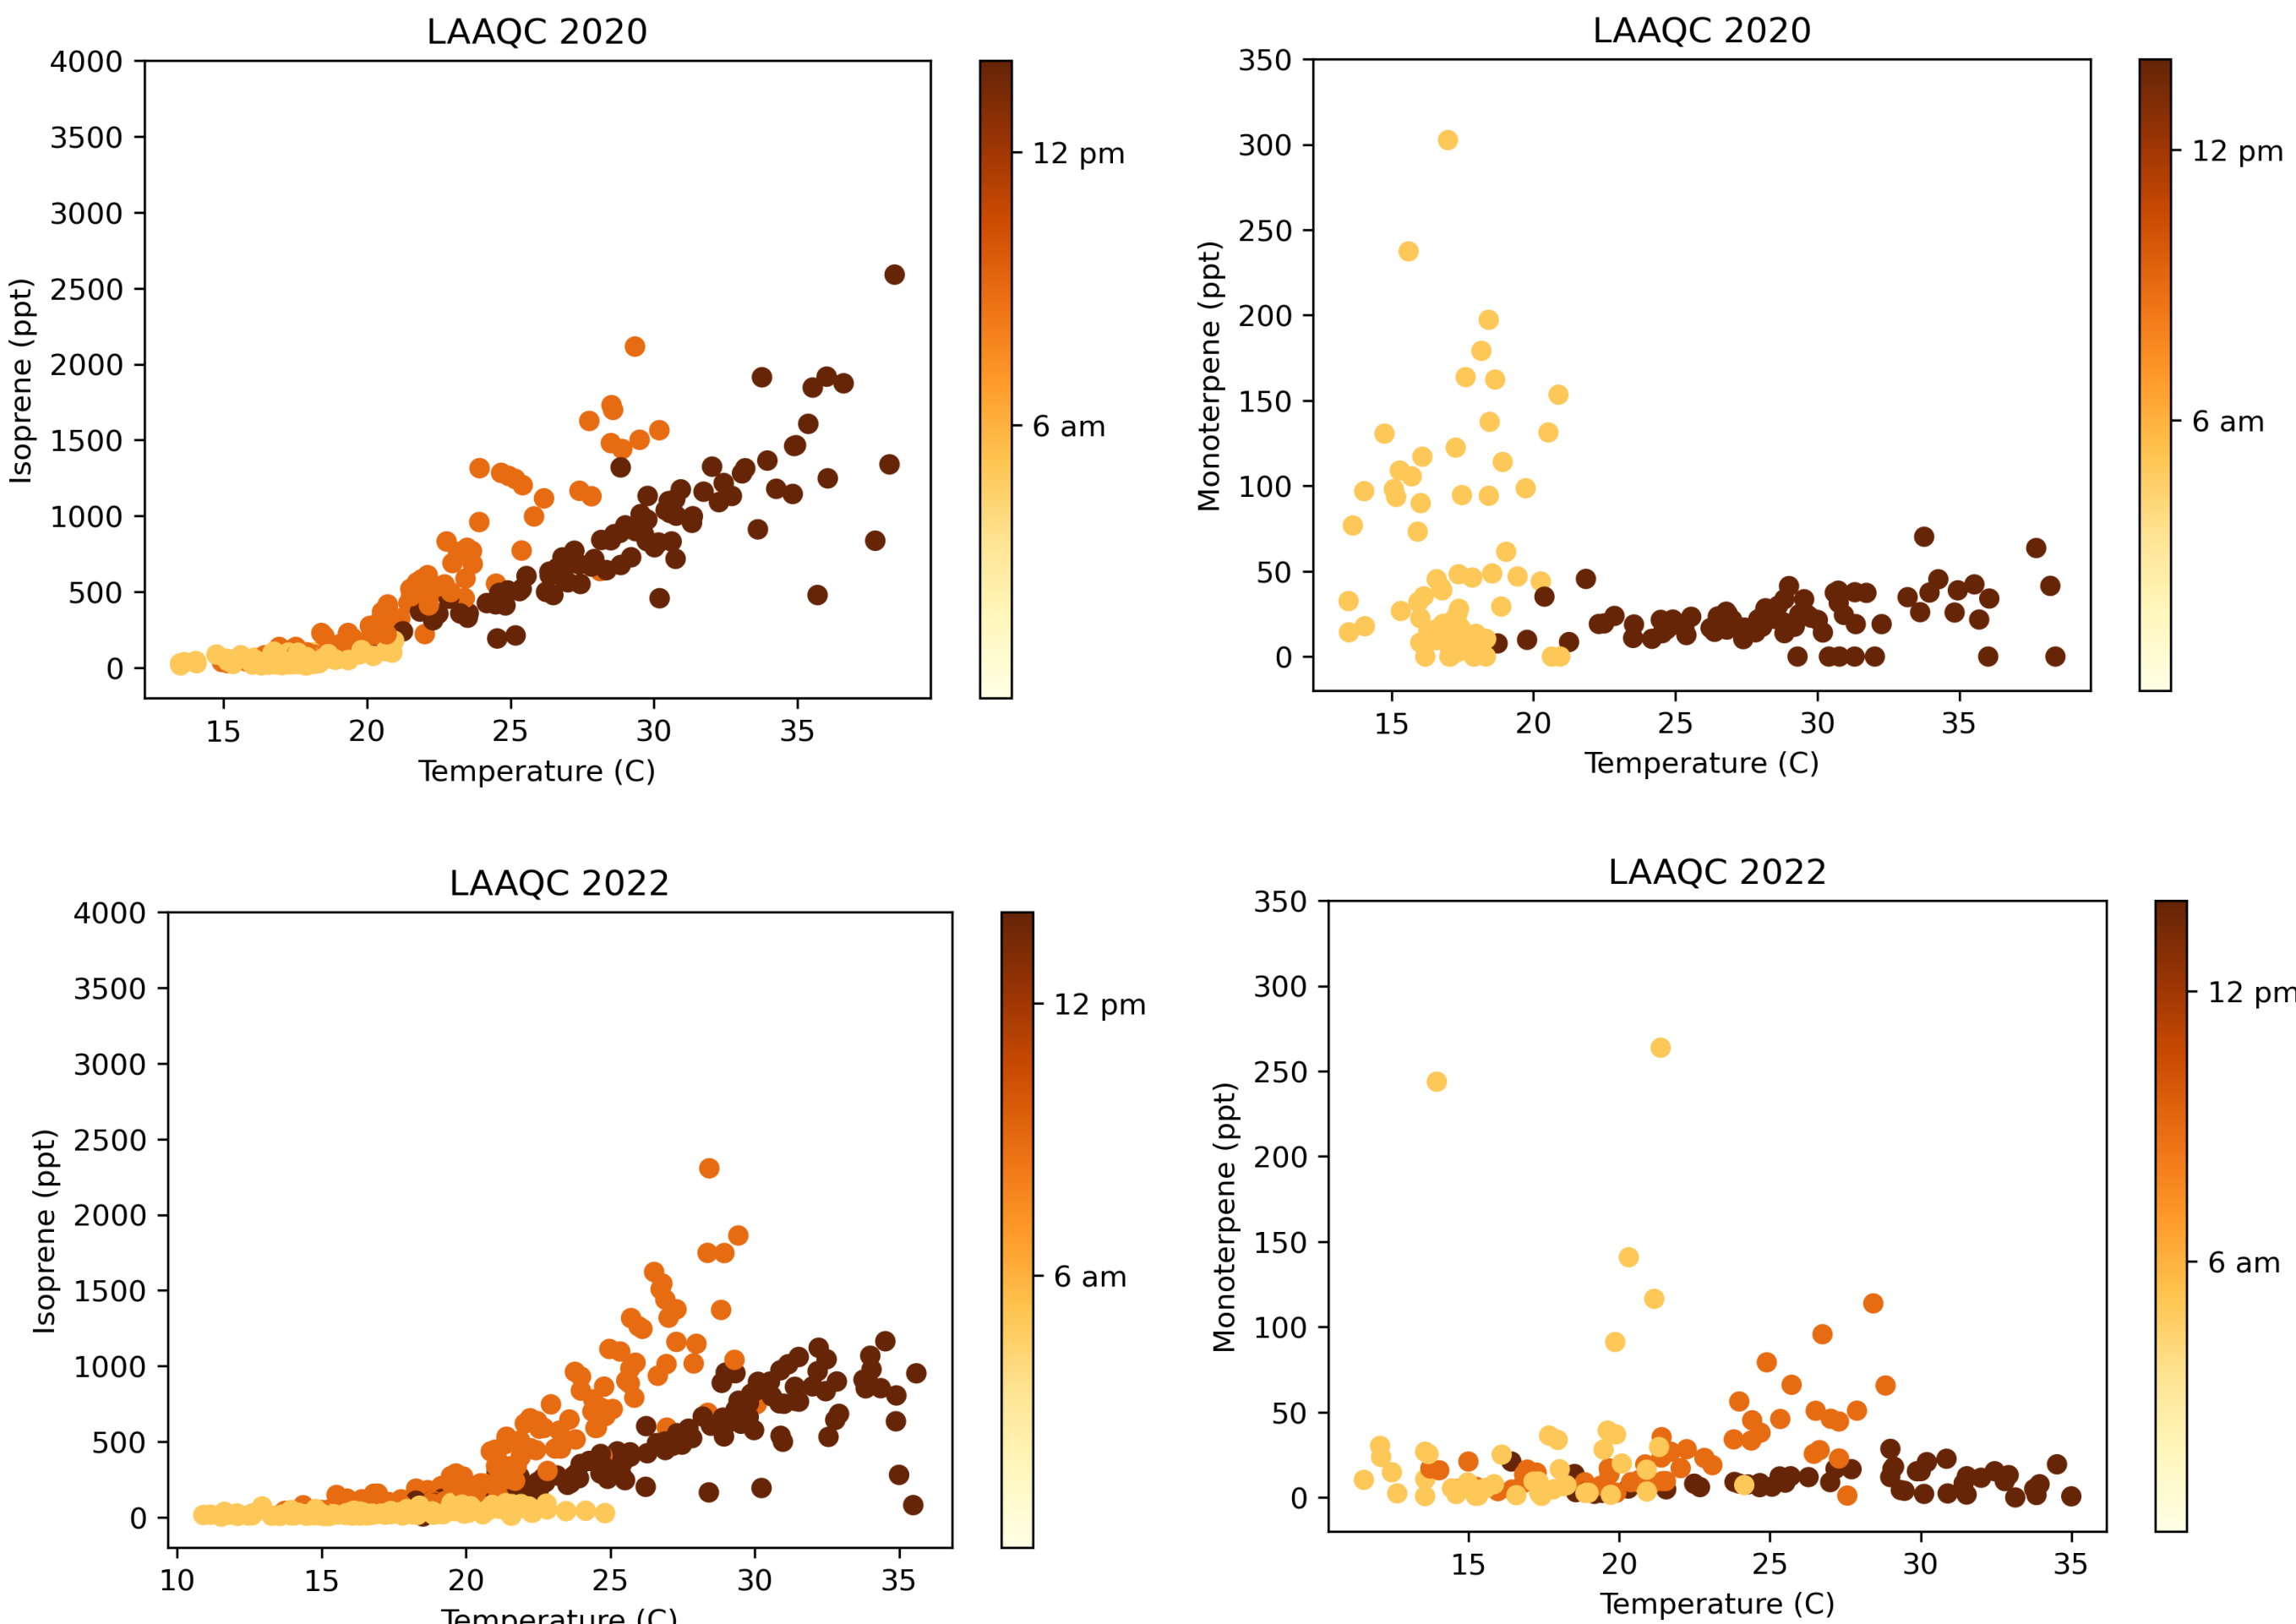 LAAQC 2020
4000
3500
3000
2500
2000
1500
1000
500
0
Isoprene (ppt)
15 20 25 30 35
Temperature (C)
12 pm
6 am
LAAQC 2020
350
300
250
200
150
100
50
0
Monoterpene (ppt)
15 20 25 30 35
Temperature (C)
12 pm
6 am
LAAQC 2022
4000
3500
3000
2500
2000
1500
1000
500
0
Isoprene (ppt)
10 15 20 25 30 35
Temperature (C)
12 pm
6 am
LAAQC 2022
350
300
250
200
150
100
50
0
Monoterpene (ppt)
15 20 25 30 35
Temperature (C)
12 pm
6 am